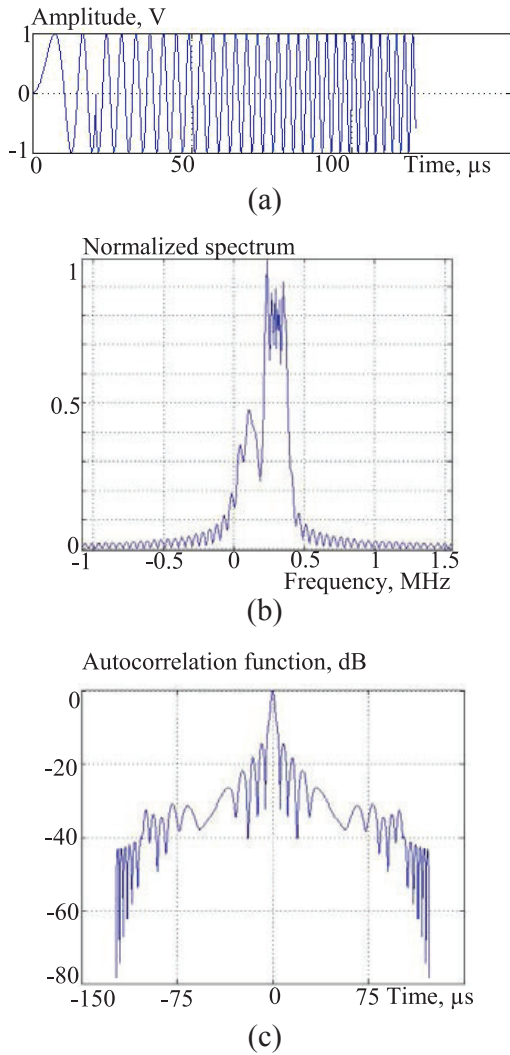 Amplitude, V
1
0
-1
0 50 100 Time, µs
(a)
Normalized spectrum
1
0.5
0
-1 -0.5 0 0.5 1 1.5
Frequency, MHz
(b)
Autocorrelation function, dB
0
-20
-40
-60
-80
-150 -75 0 75 Time, µs
(c)